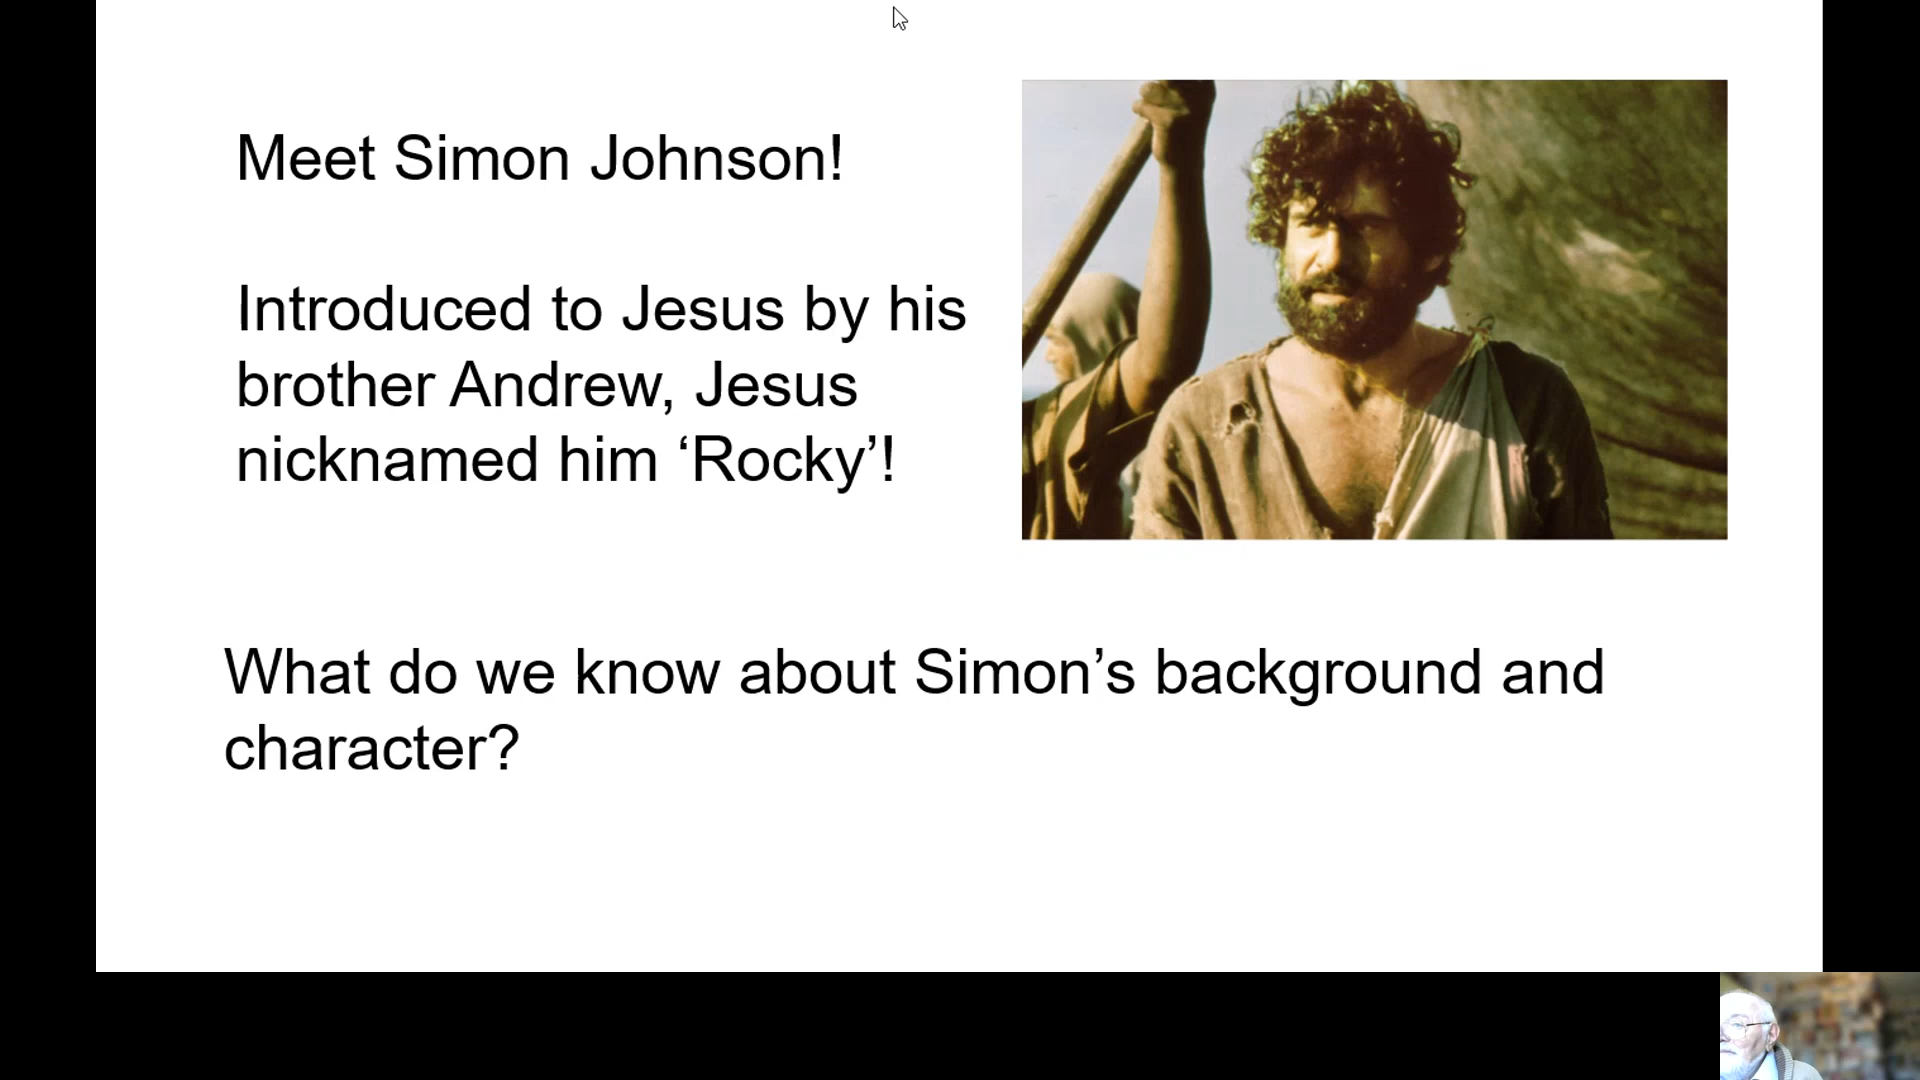 Meet Simon Johnson!
Introduced to Jesus by his
brother Andrew, Jesus
nicknamed him ‘Rocky’!
What do we know about Simon’s background and
character?